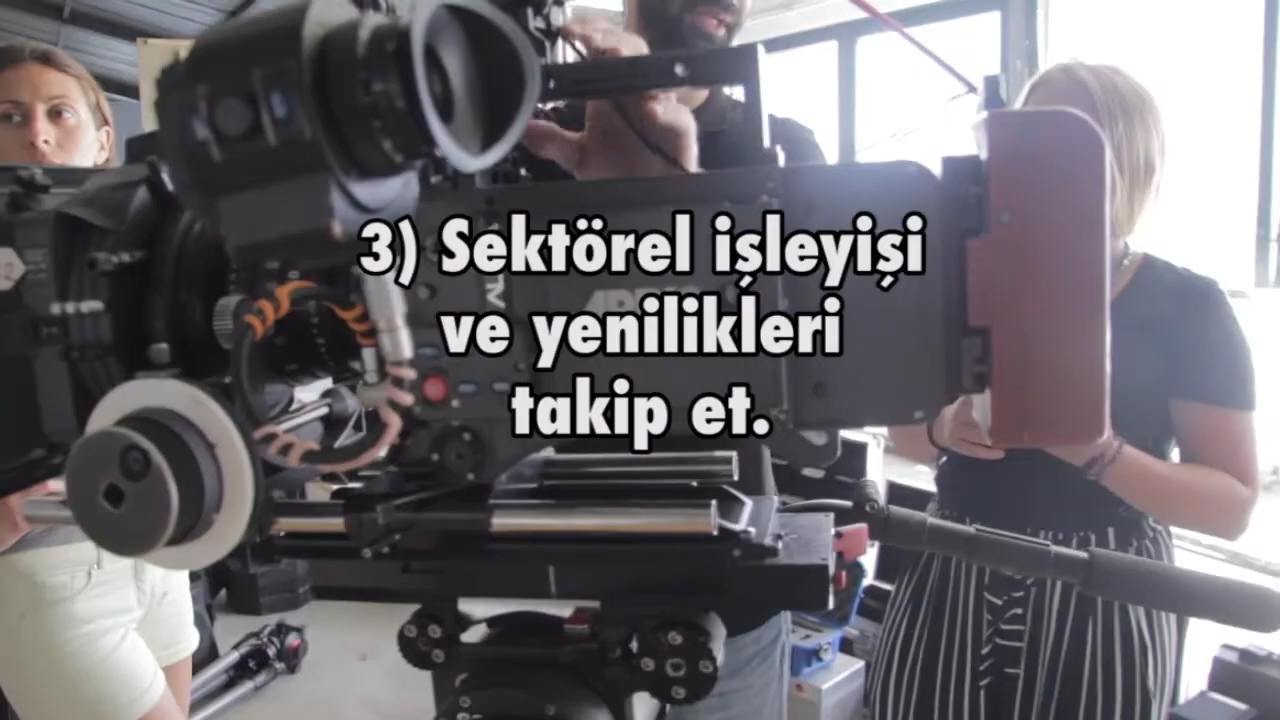 3) Sektörel işleyişi
ve yenilikleri
takip et.